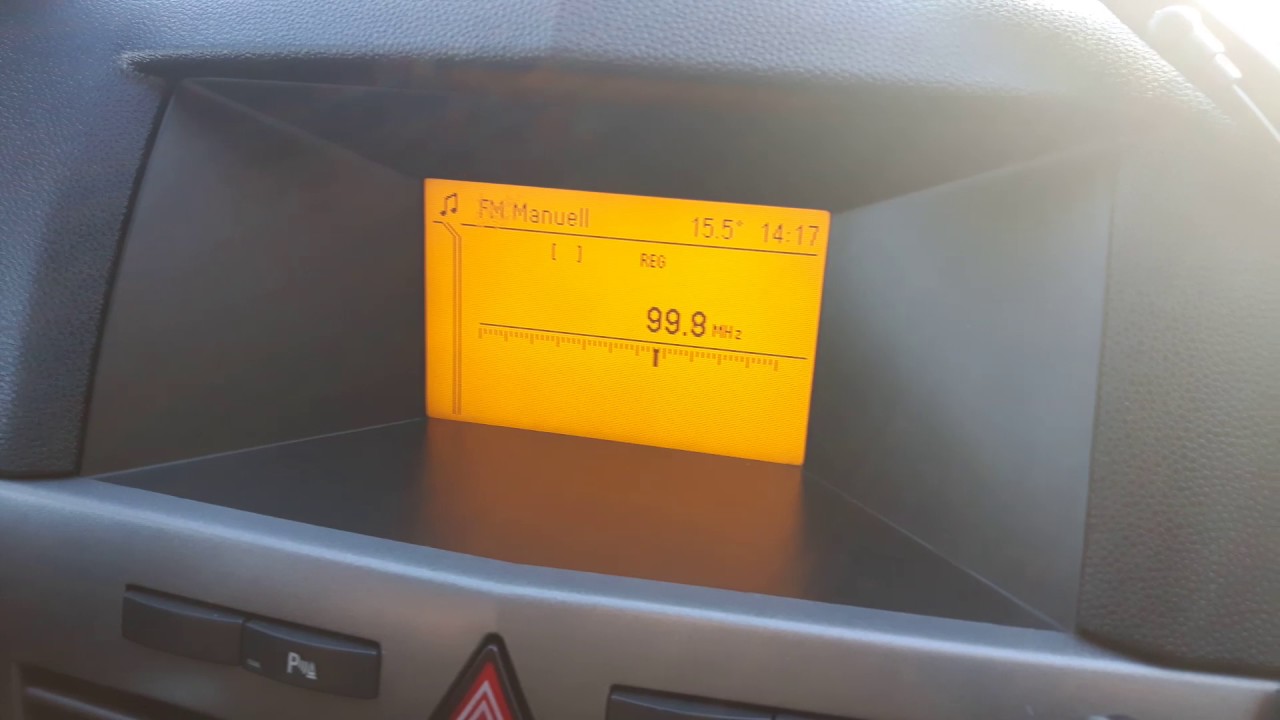 FM Manuell 15.5° 14:17
[ ] REG
99.8 MHz
P